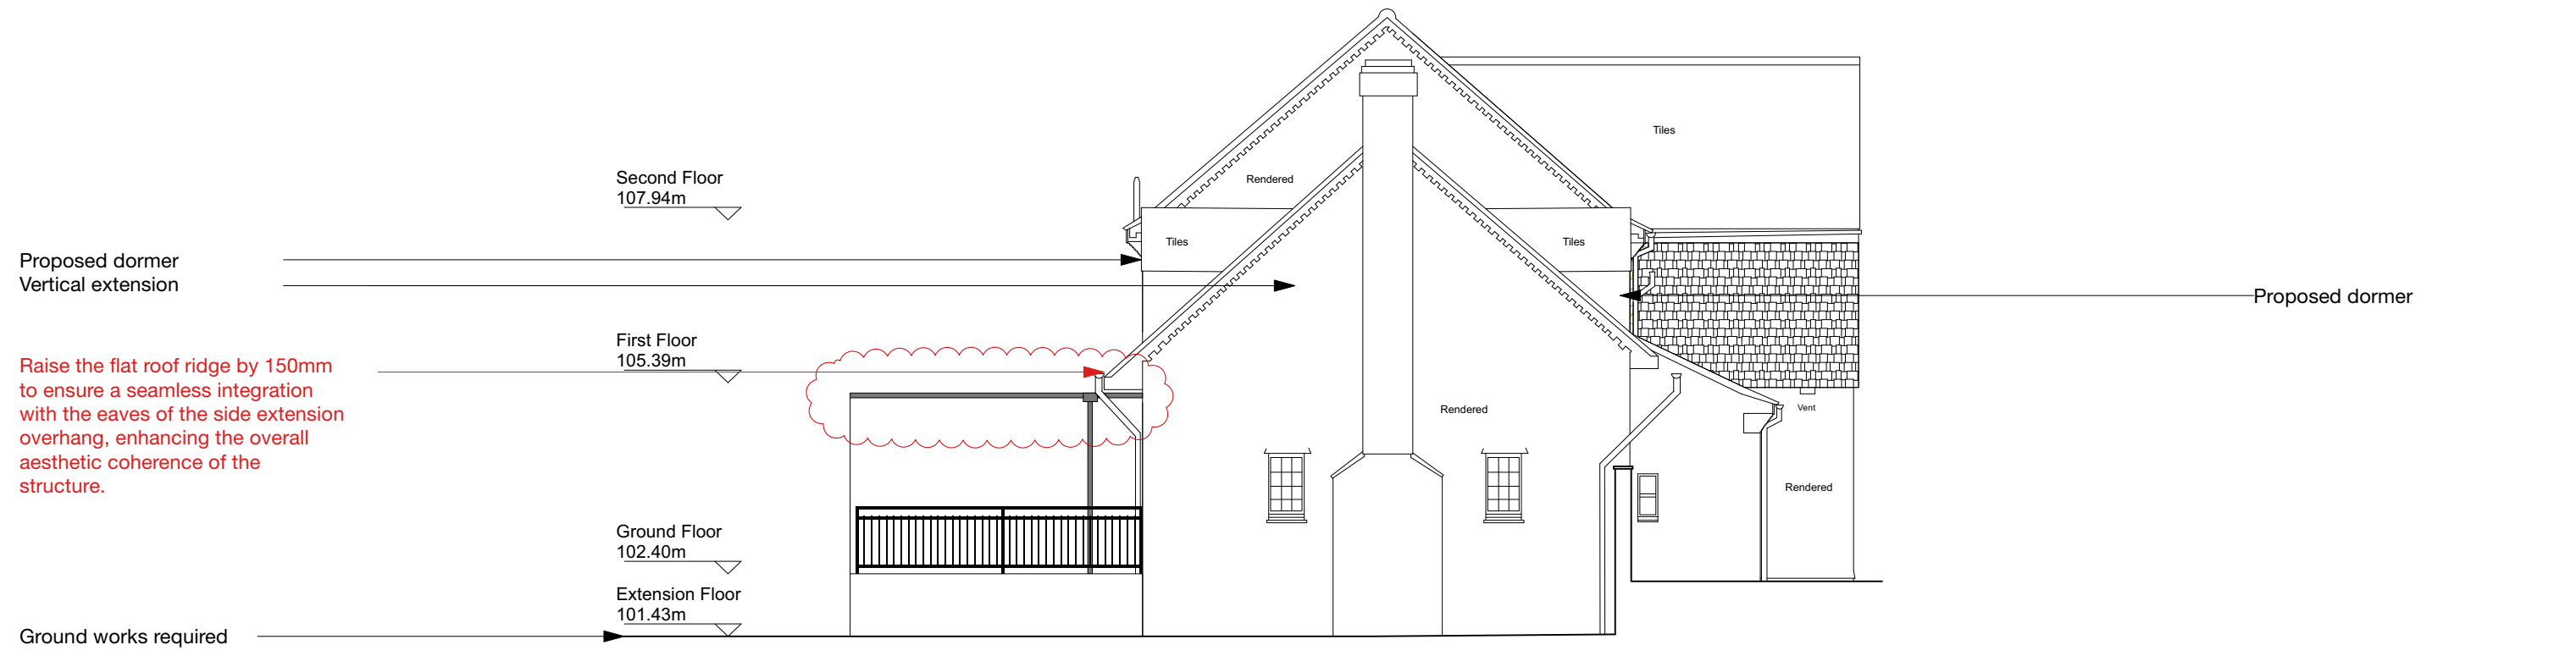 Tiles
Second Floor
107.94m
Rendered
Tiles
Tiles
Proposed dormer
Vertical extension
Proposed dormer
First Floor
105.39m
Raise the flat roof ridge by 150mm
to ensure a seamless integration
with the eaves of the side extension
overhang, enhancing the overall
aesthetic coherence of the
structure.
Rendered
Vent
Rendered
Ground Floor
102.40m
Extension Floor
101.43m
Ground works required